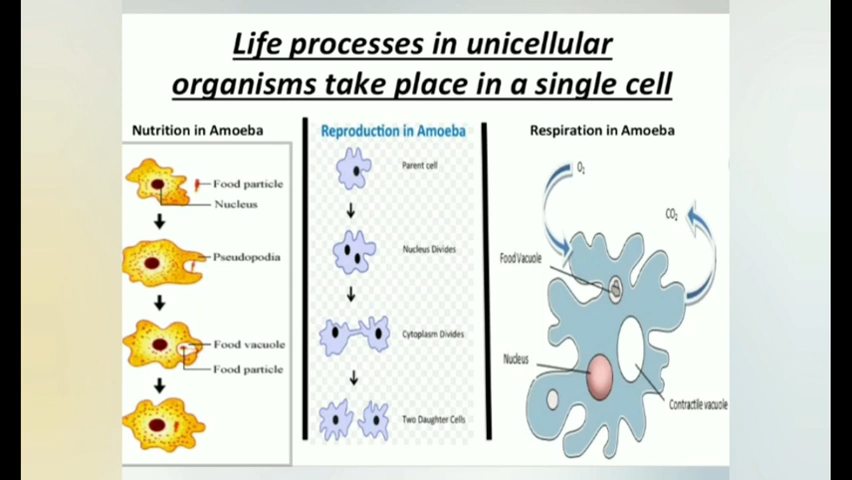 Life processes in unicellular
organisms take place in a single cell
Nutrition in Amoeba
Food particle
Nucleus
Pseudopodia
Food vacuole
Food particle
Reproduction in Amoeba
Parent cell
Nucleus Divides
Cytoplasm Divides
Two Daughter Cells
Respiration in Amoeba
O₂
CO₂
Food Vacuole
Nucleus
Contractile vacuole